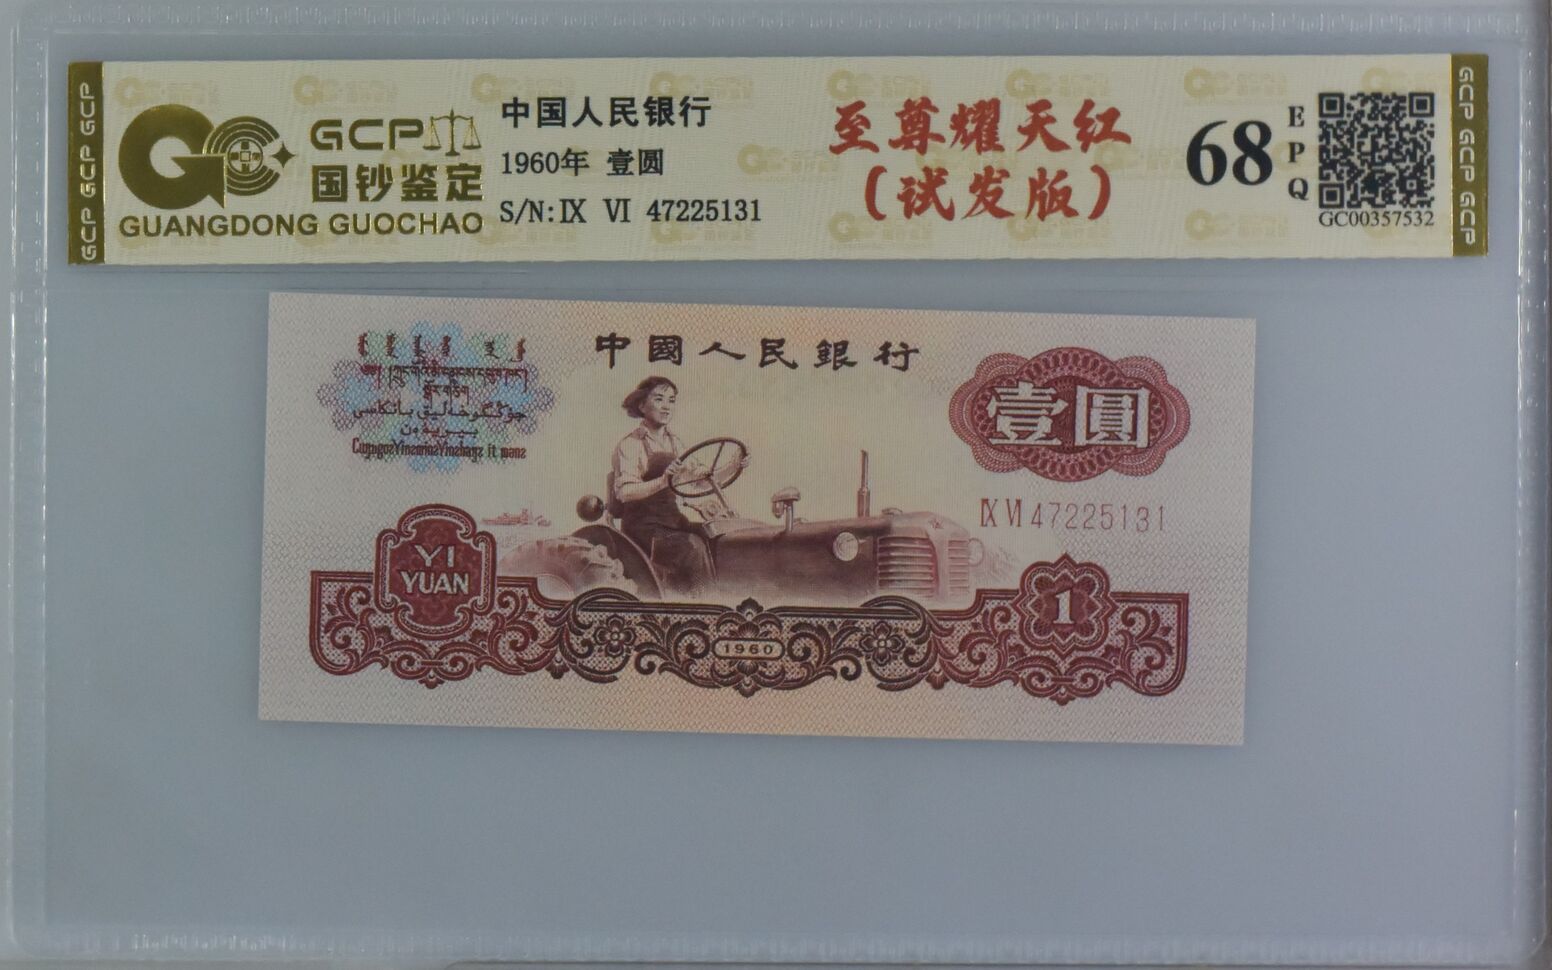 GCP
国钞鉴定
GUANGDONG GUOCHAO
中国人民银行
1960年 壹圆
S/N:Ⅸ Ⅵ 47225131
至尊耀天红
(试发版)
68
EPQ
GC00357532
GCP GCP GCP
GCP GCP GCP
中國人民銀行
壹圓
Ⅸ Ⅵ 47225131
YI
YUAN
1960
1